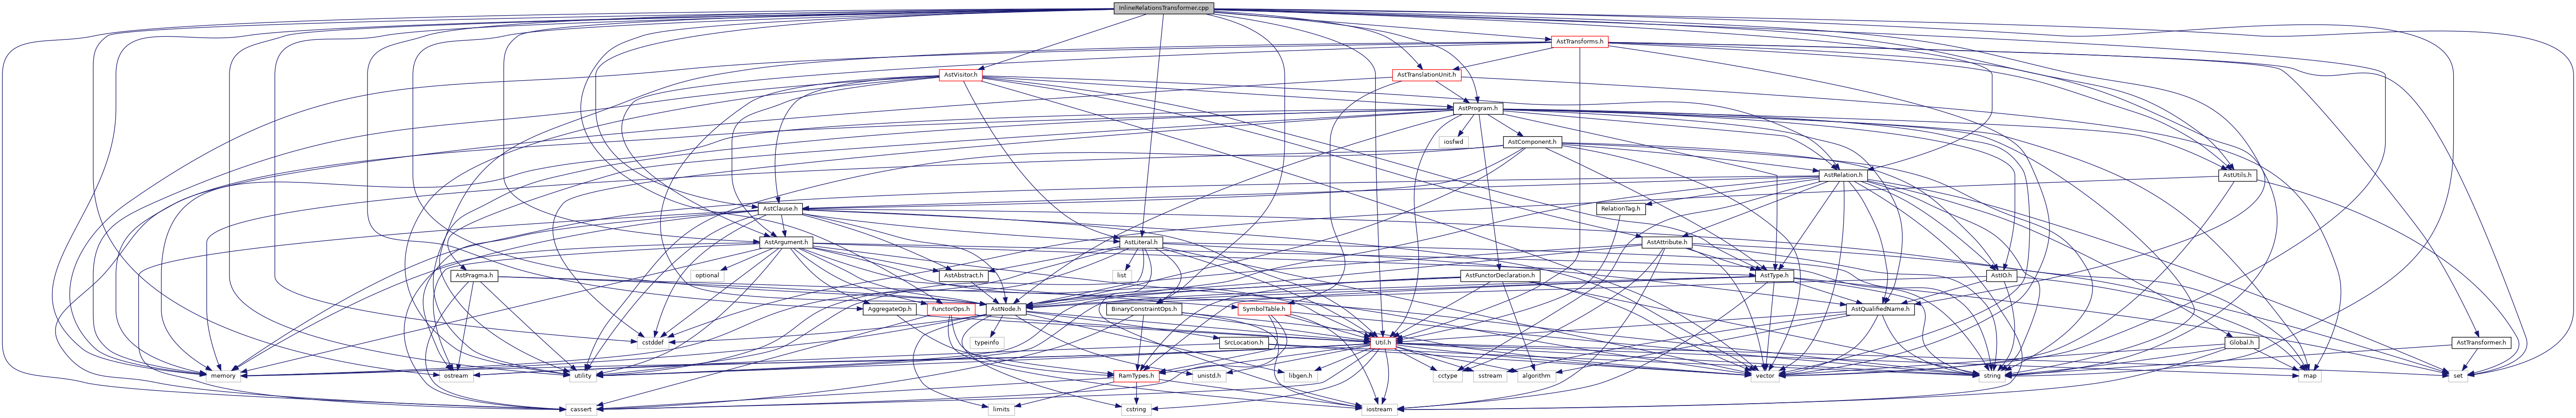 InlineRelationsTransformer.cpp
AstTransforms.h
AstVisitor.h
AstTranslationUnit.h
AstProgram.h
iosfwd
AstComponent.h
AstRelation.h
AstUtils.h
AstClause.h
RelationTag.h
AstArgument.h
AstLiteral.h
AstAttribute.h
AstPragma.h
optional
AstAbstract.h
list
AstFunctorDeclaration.h
AstType.h
AstIO.h
AggregateOp.h
FunctorOps.h
AstNode.h
BinaryConstraintOps.h
SymbolTable.h
AstQualifiedName.h
cstddef
typeinfo
SrcLocation.h
Util.h
Global.h
AstTransformer.h
memory
ostream
utility
RamTypes.h
unistd.h
libgen.h
cctype
sstream
algorithm
vector
string
map
set
cassert
limits
cstring
iostream